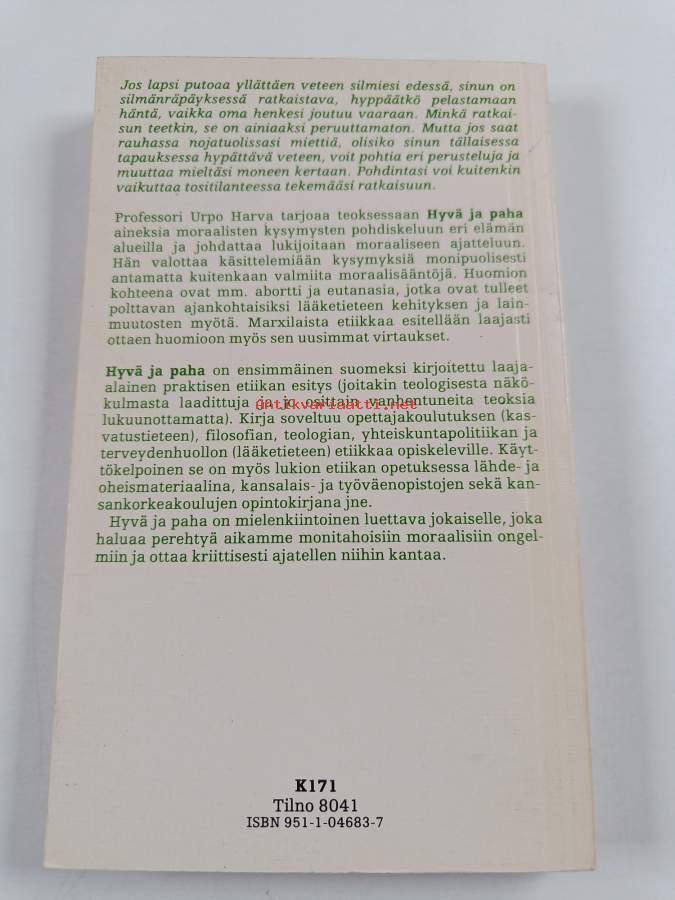 Jos lapsi putoaa yllättäen veteen silmiesi edessä, sinun on
silmänräpäyksessä ratkaistava, hyppäätkö pelastamaan
häntä, vaikka oma henkesi joutuu vaaraan. Minkä ratkai-
sun teetkin, se on ainiaaksi peruuttamaton. Mutta jos saat
rauhassa nojatuolissasi miettiä, olisiko sinun tällaisessa
tapauksessa hypättävä veteen, voit pohtia eri perusteluja ja
muuttaa mieltäsi moneen kertaan. Pohdintasi voi kuitenkin
vaikuttaa tositilanteessa tekemääsi ratkaisuun.
Professori Urpo Harva tarjoaa teoksessaan Hyvä ja paha
aineksia moraalisten kysymysten pohdiskeluun eri elämän
alueilla ja johdattaa lukijoitaan moraaliseen ajatteluun.
Hän valottaa käsittelemiään kysymyksiä monipuolisesti
antamatta kuitenkaan valmiita moraalisääntöjä. Huomion
kohteena ovat mm. abortti ja eutanasia, jotka ovat tulleet
polttavan ajankohtaisiksi lääketieteen kehityksen ja lain-
muutosten myötä. Marxilaista etiikkaa esitellään laajasti
ottaen huomioon myös sen uusimmat virtaukset.
Hyvä ja paha on ensimmäinen suomeksi kirjoitettu laaja-
alainen praktisen etiikan esitys (joitakin teologisesta näkö-
kulmasta laadittuja ja jo osittain vanhentuneita teoksia
antikvariaatti.net
lukuunottamatta). Kirja soveltuu opettajakoulutuksen (kas-
vatustieteen), filosofian, teologian, yhteiskuntapolitiikan ja
terveydenhuollon (lääketieteen) etiikkaa opiskeleville. Käyt-
tökelpoinen se on myös lukion etiikan opetuksessa lähde- ja
oheismateriaalina, kansalais- ja työväenopistojen sekä kan-
sankorkeakoulujen opintokirjana jne.
Hyvä ja paha on mielenkiintoinen luettava jokaiselle, joka
haluaa perehtyä aikamme monitahoisiin moraalisiin ongel-
miin ja ottaa kriittisesti ajatellen niihin kantaa.
K171
Tilno 8041
ISBN 951-1-04683-7